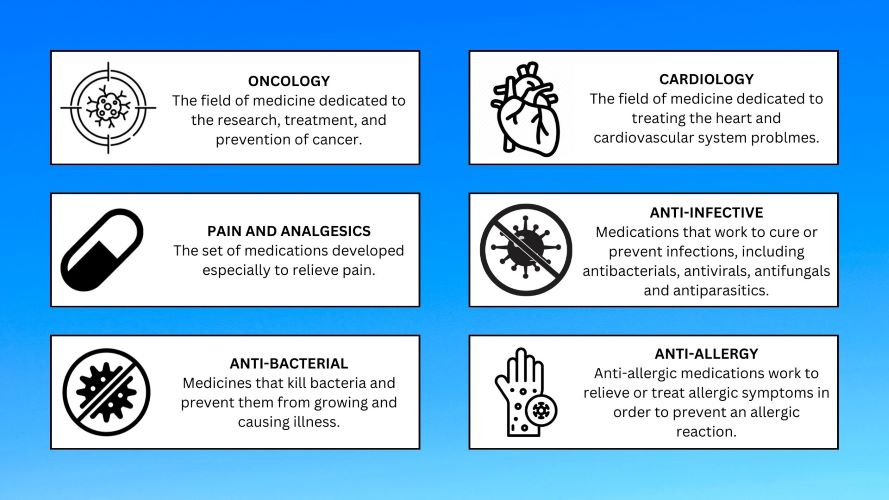 ONCOLOGY
The field of medicine dedicated to
the research, treatment, and
prevention of cancer.
CARDIOLOGY
The field of medicine dedicated to
treating the heart and
cardiovascular system problmes.
PAIN AND ANALGESICS
The set of medications developed
especially to relieve pain.
ANTI-INFECTIVE
Medications that work to cure or
prevent infections, including
antibacterials, antivirals, antifungals
and antiparasitics.
ANTI-BACTERIAL
Medicines that kill bacteria and
prevent them from growing and
causing illness.
ANTI-ALLERGY
Anti-allergic medications work to
relieve or treat allergic symptoms in
order to prevent an allergic
reaction.